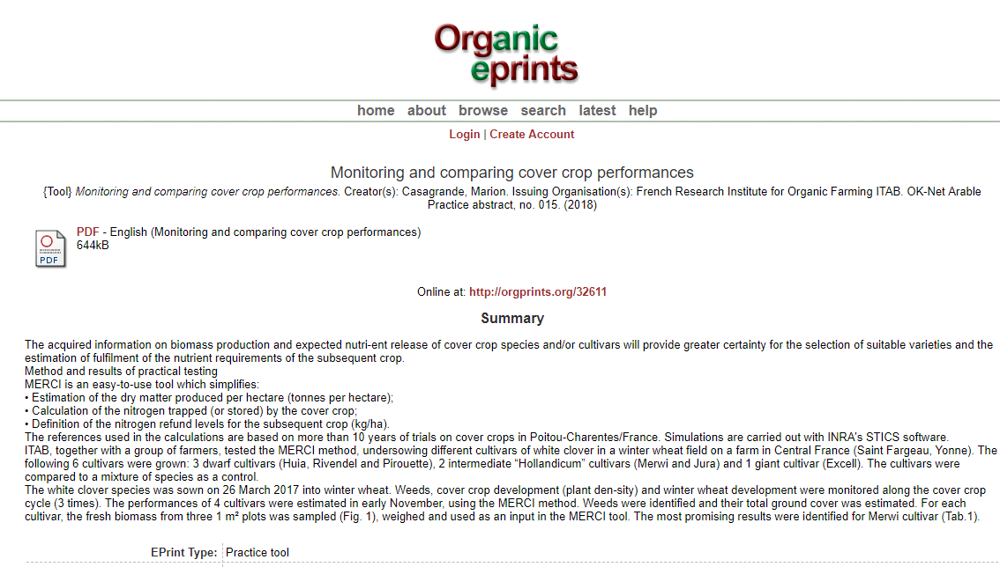 Organic
eprints
home about browse search latest help
Login | Create Account
Monitoring and comparing cover crop performances
{Tool} Monitoring and comparing cover crop performances. Creator(s): Casagrande, Marion. Issuing Organisation(s): French Research Institute for Organic Farming ITAB. OK-Net Arable
Practice abstract, no. 015. (2018)
PDF - English (Monitoring and comparing cover crop performances)
644kB
PDF
Online at: http://orgprints.org/32611
Summary
The acquired information on biomass production and expected nutri-ent release of cover crop species and/or cultivars will provide greater certainty for the selection of suitable varieties and the
estimation of fulfilment of the nutrient requirements of the subsequent crop.
Method and results of practical testing
MERCI is an easy-to-use tool which simplifies:
• Estimation of the dry matter produced per hectare (tonnes per hectare);
• Calculation of the nitrogen trapped (or stored) by the cover crop;
• Definition of the nitrogen refund levels for the subsequent crop (kg/ha).
The references used in the calculations are based on more than 10 years of trials on cover crops in Poitou-Charentes/France. Simulations are carried out with INRA's STICS software.
ITAB, together with a group of farmers, tested the MERCI method, undersowing different cultivars of white clover in a winter wheat field on a farm in Central France (Saint Fargeau, Yonne). The
following 6 cultivars were grown: 3 dwarf cultivars (Huia, Rivendel and Pirouette), 2 intermediate “Hollandicum” cultivars (Merwi and Jura) and 1 giant cultivar (Excell). The cultivars were
compared to a mixture of species as a control.
The white clover species was sown on 26 March 2017 into winter wheat. Weeds, cover crop development (plant den-sity) and winter wheat development were monitored along the cover crop
cycle (3 times). The performances of 4 cultivars were estimated in early November, using the MERCI method. Weeds were identified and their total ground cover was estimated. For each
cultivar, the fresh biomass from three 1 m² plots was sampled (Fig. 1), weighed and used as an input in the MERCI tool. The most promising results were identified for Merwi cultivar (Tab.1).
EPrint Type: Practice tool